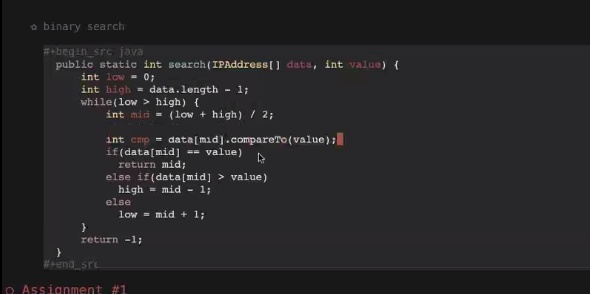 ✿ binary search
#+begin_src java
public static int search(IPAddress[] data, int value) {
int low = 0;
int high = data.length - 1;
while(low > high) {
int mid = (low + high) / 2;
int cmp = data[mid].compareTo(value);
if(data[mid] == value)
return mid;
else if(data[mid] > value)
high = mid - 1;
else
low = mid + 1;
}
return -1;
}
#+end_src
○ Assignment #1